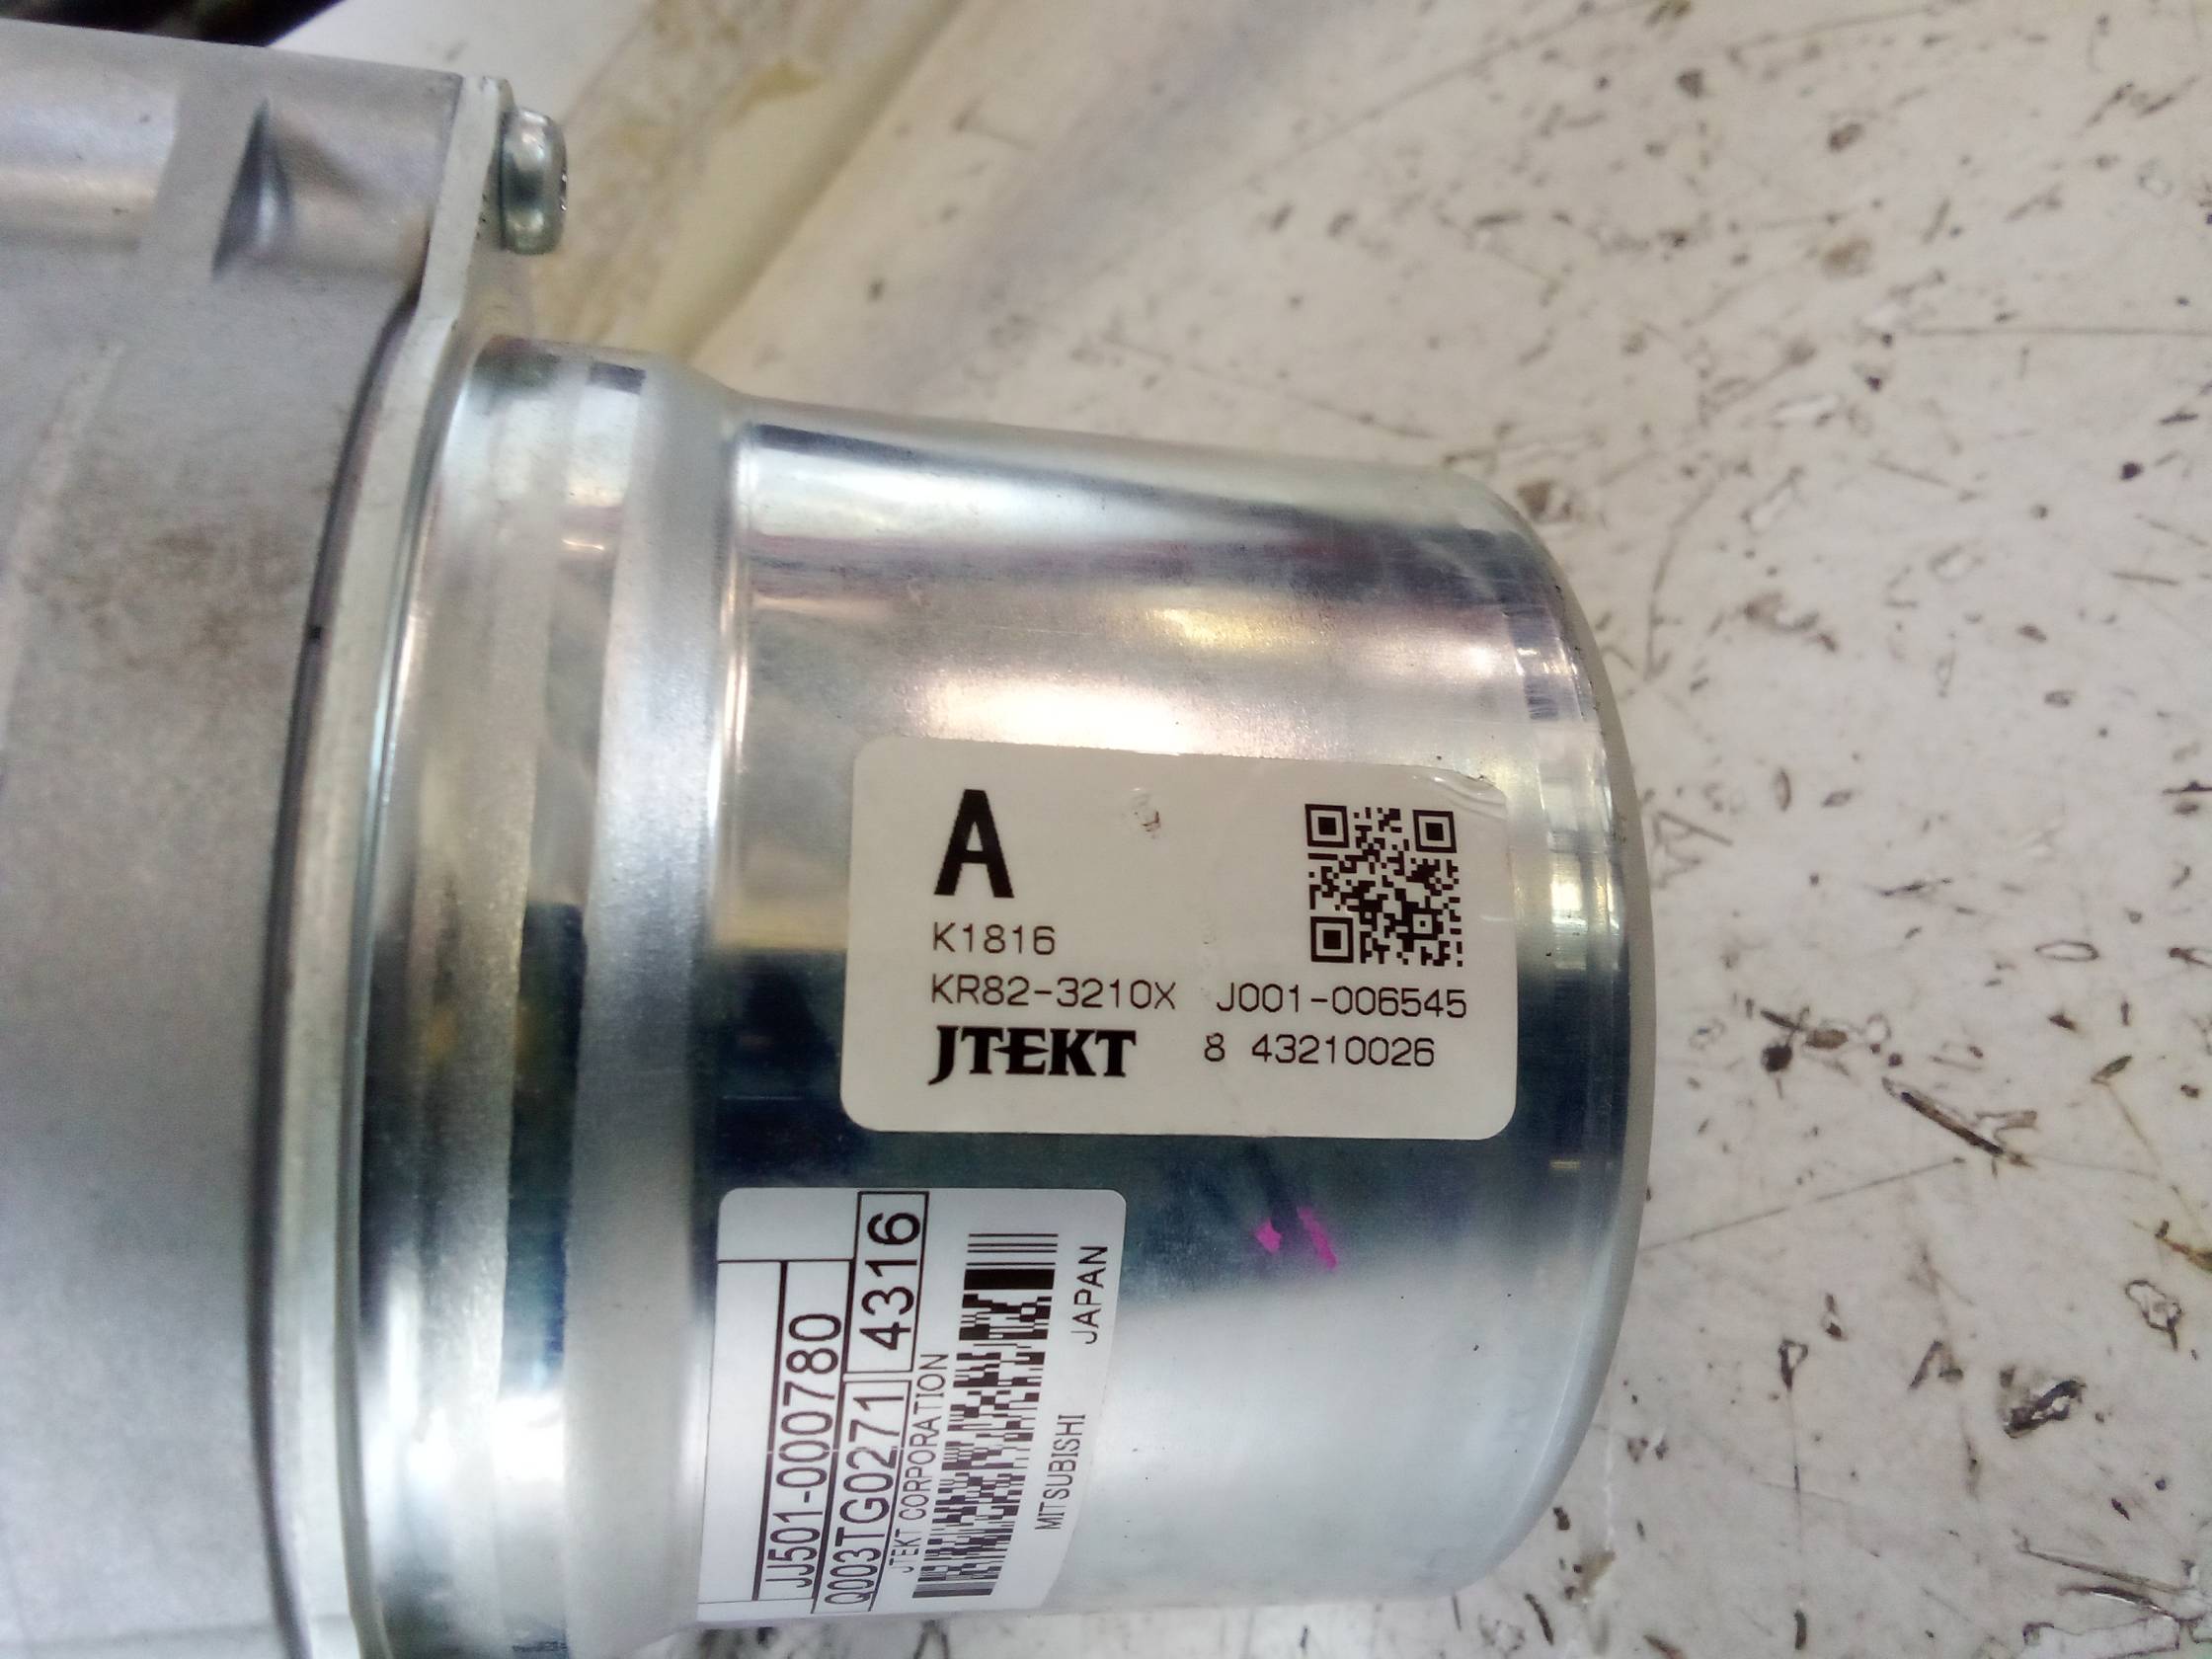 A
K1816
KR82-3210X J001-006545
JTEKT 8 43210026
JJ501-000780
Q003TG0271 4316
JTEKT CORPORATION
MITSUBISHI JAPAN